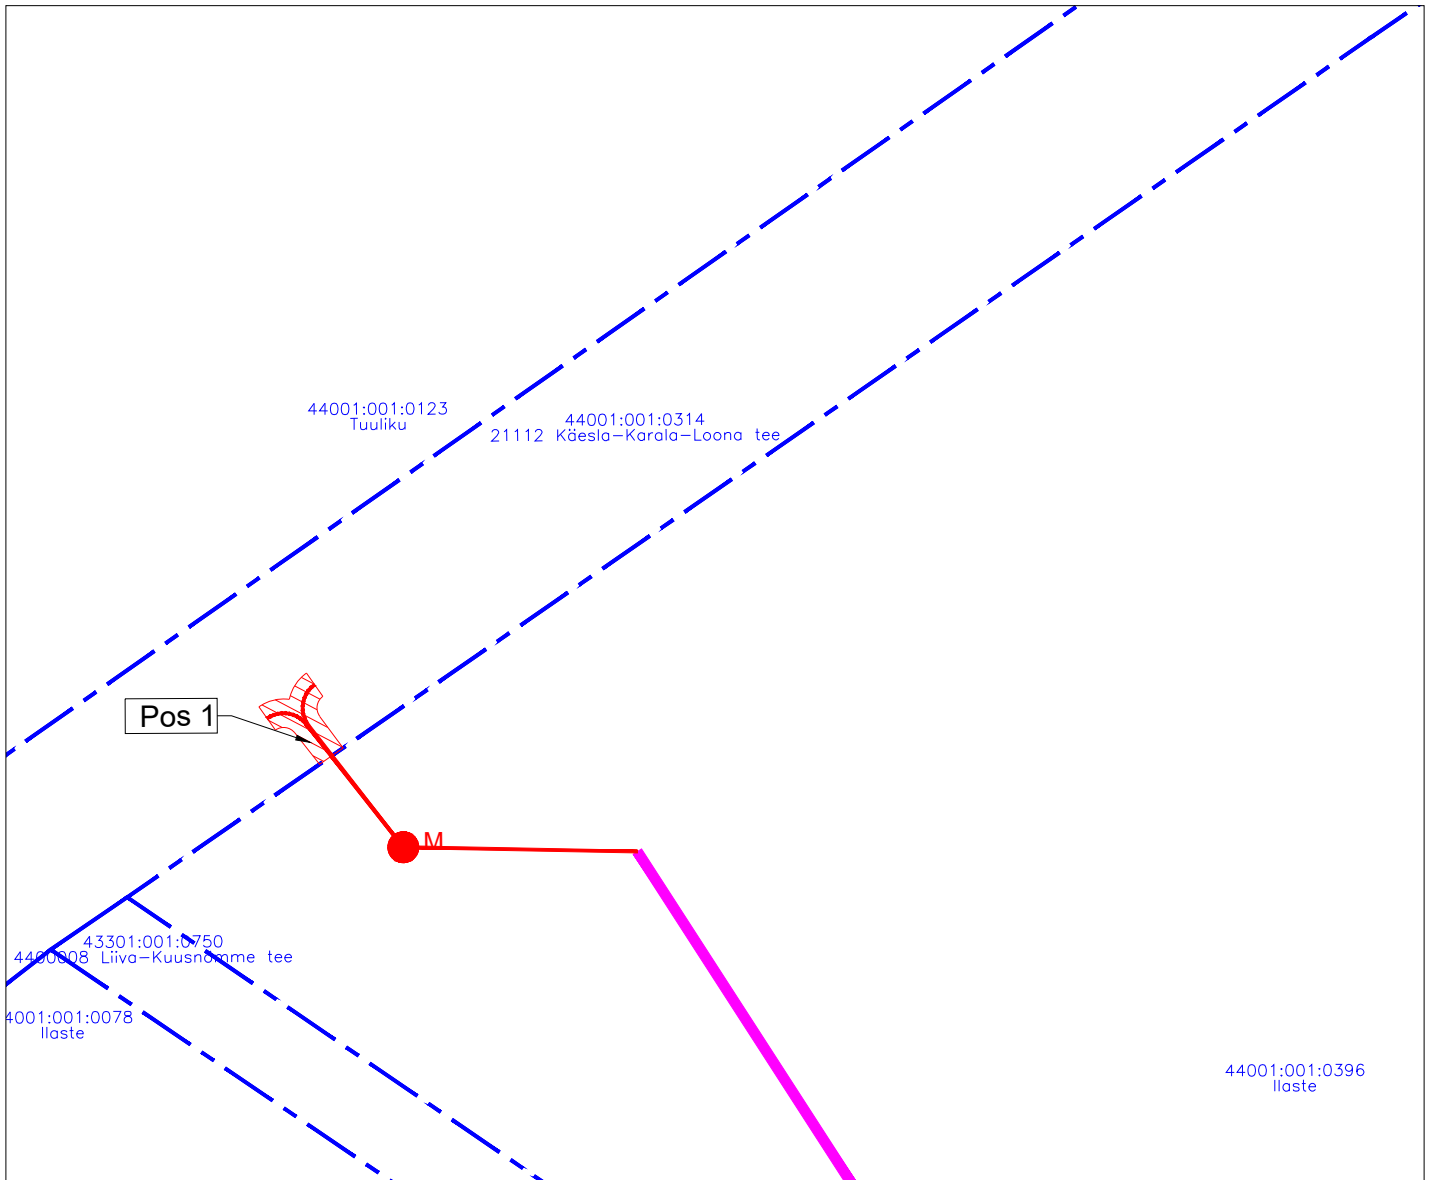 44001:001:0123
Tuuliku
44001:001:0314
21112 Käesla-Karala-Loona tee
Pos 1
M
43301:001:0750
4400008 Liiva-Kuusnõmme tee
4001:001:0078
Ilaste
44001:001:0396
Ilaste